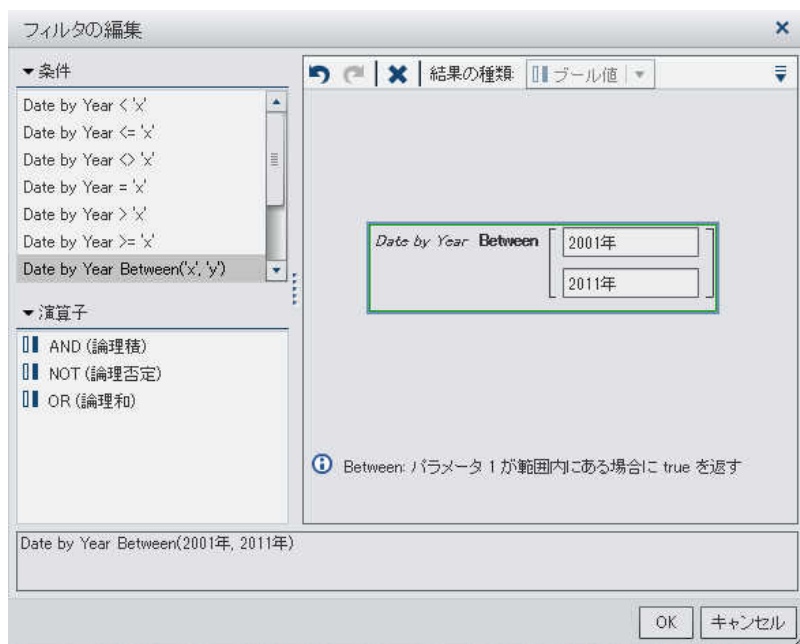 フィルタの編集
条件
Date by Year < 'x'
Date by Year <= 'x'
Date by Year <> 'x'
Date by Year = 'x'
Date by Year > 'x'
Date by Year >= 'x'
Date by Year Between('x', 'y')
演算子
AND (論理積)
NOT (論理否定)
OR (論理和)
結果の種類: ブール値
Date by Year Between 2001年
2011年
Between: パラメータ 1 が範囲内にある場合に true を返す
Date by Year Between(2001年, 2011年)
OK キャンセル